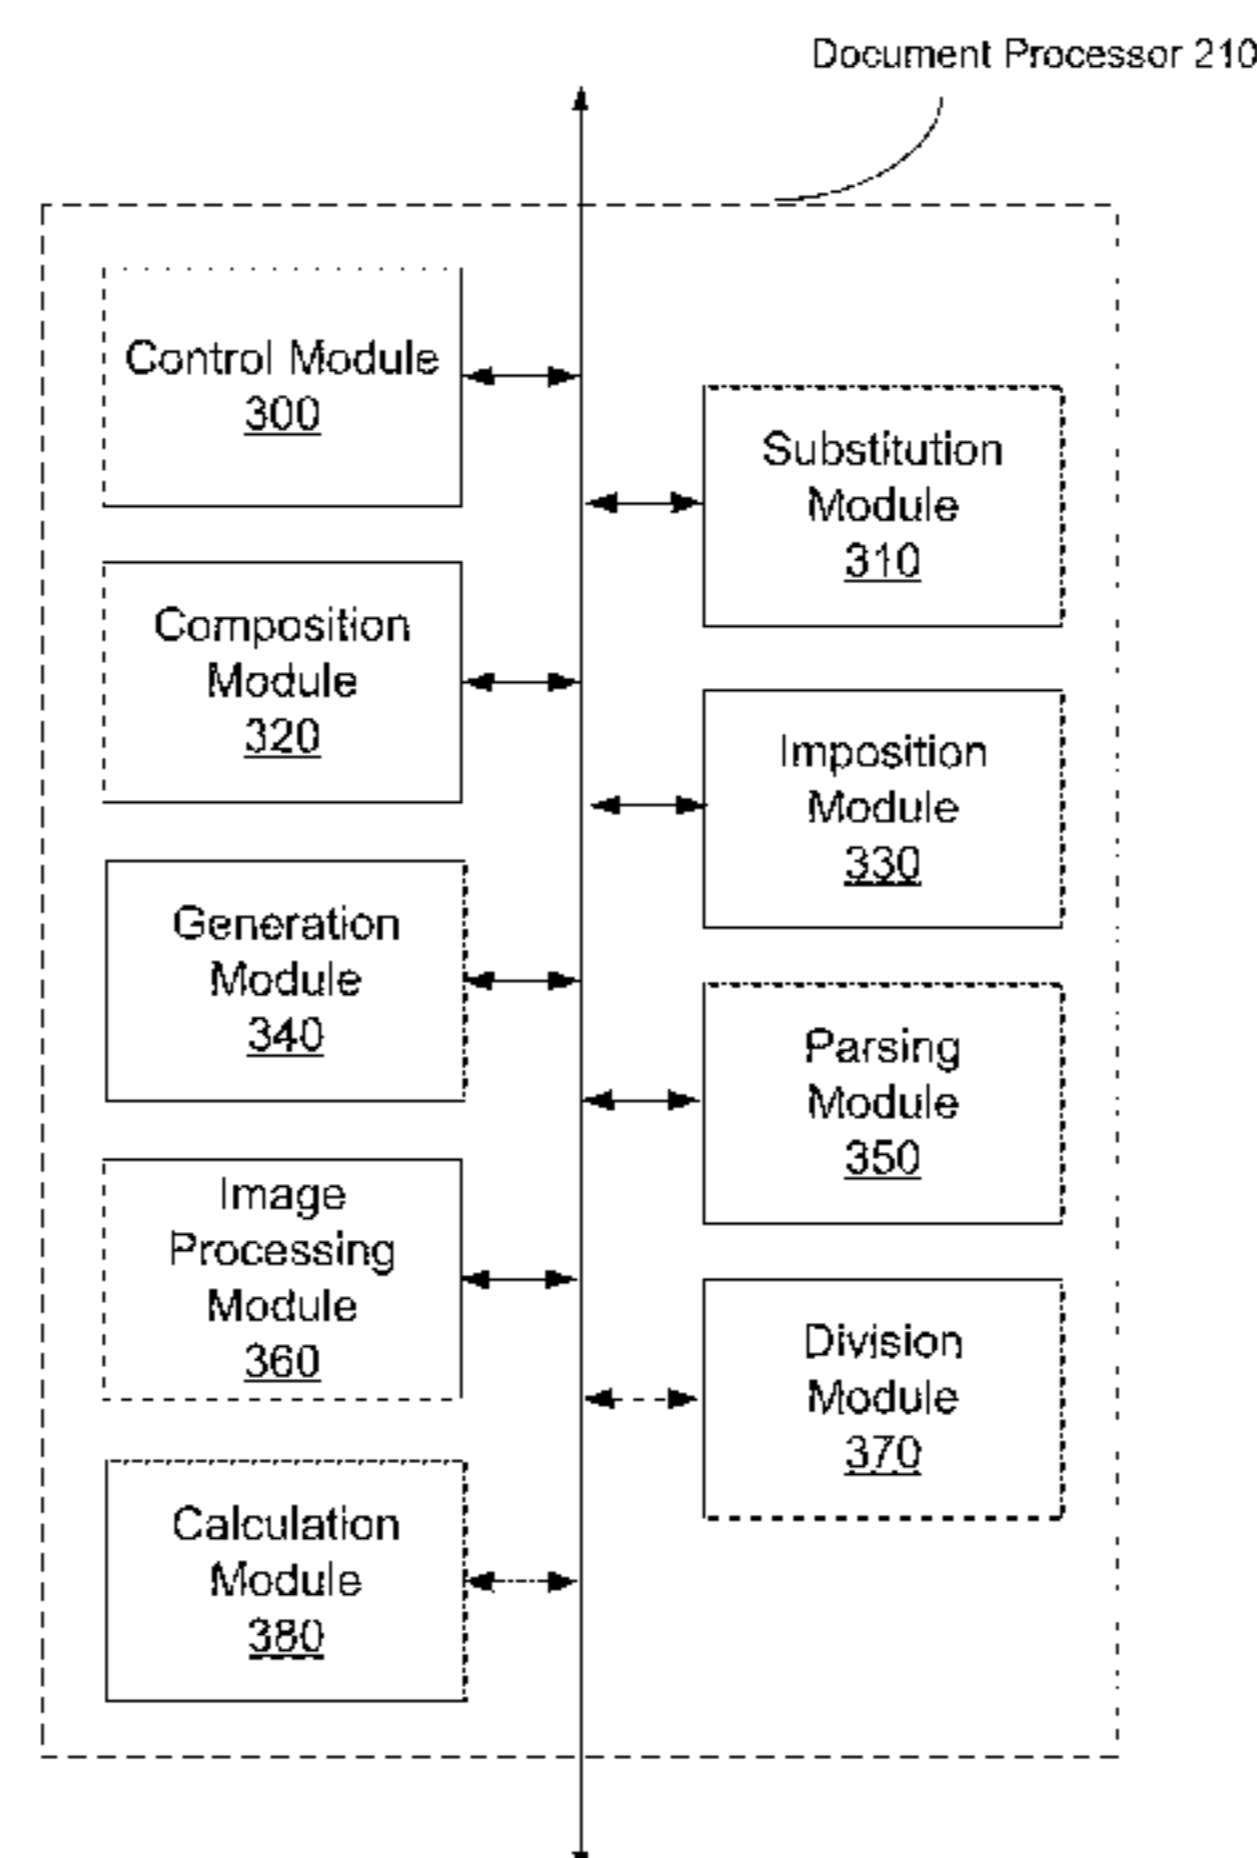 Document Processor 210
Control Module
300
Substitution
Module
310
Composition
Module
320
Imposition
Module
330
Generation
Module
340
Parsing
Module
350
Image
Processing
Module
360
Division
Module
370
Calculation
Module
380